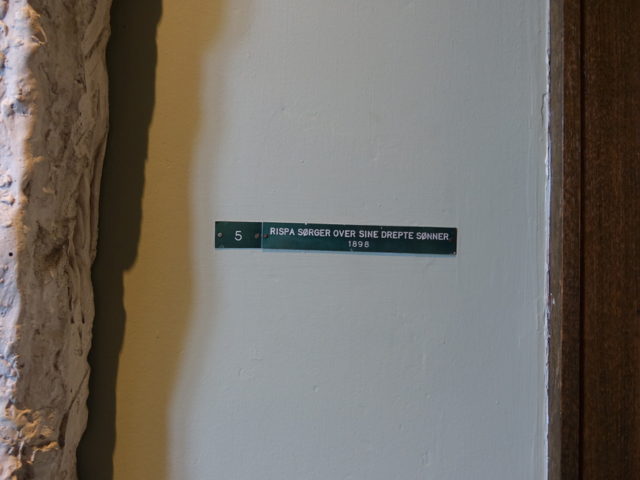 5
RISPA SØRGER OVER SINE DREPTE SØNNER
1898